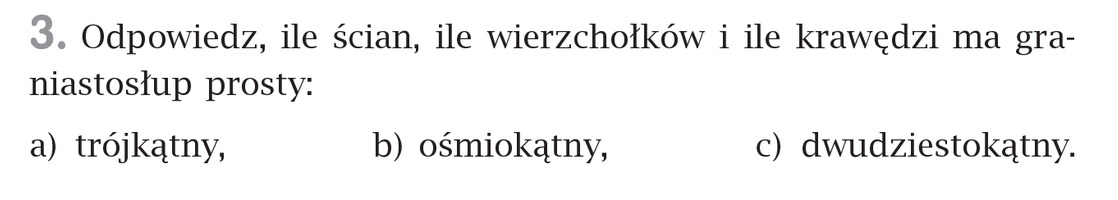 3. Odpowiedz, ile ścian, ile wierzchołków i ile krawędzi ma gra-
niastosłup prosty:
a) trójkątny, b) ośmiokątny, c) dwudziestokątny.